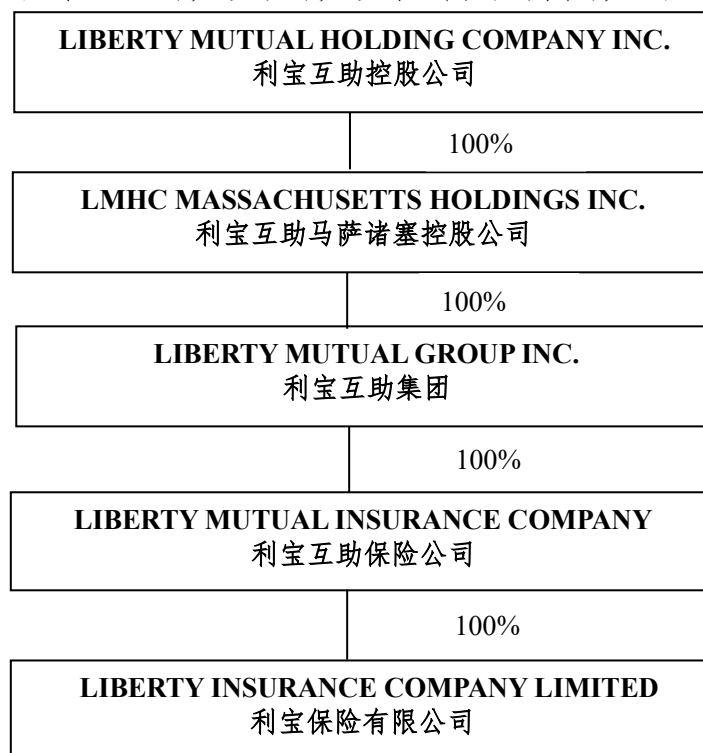 LIBERTY MUTUAL HOLDING COMPANY INC.
利宝互助控股公司
100%
LMHC MASSACHUSETTS HOLDINGS INC.
利宝互助马萨诸塞控股公司
100%
LIBERTY MUTUAL GROUP INC.
利宝互助集团
100%
LIBERTY MUTUAL INSURANCE COMPANY
利宝互助保险公司
100%
LIBERTY INSURANCE COMPANY LIMITED
利宝保险有限公司